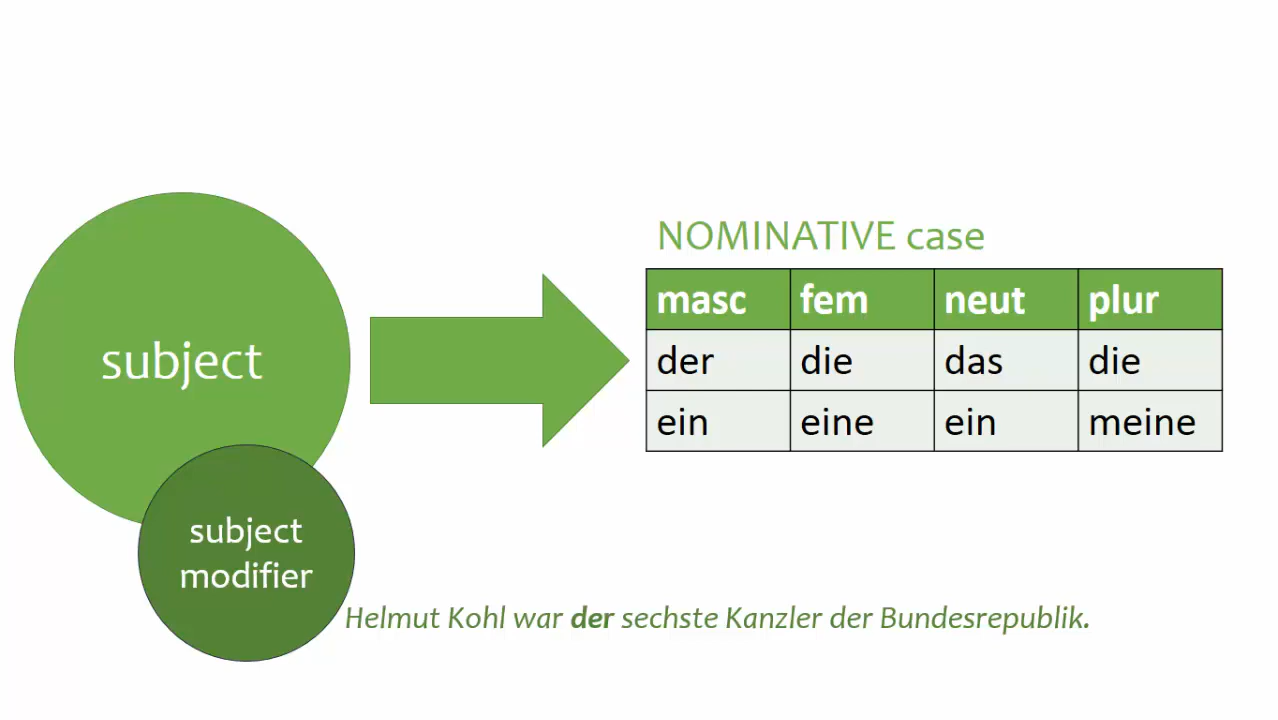 subject
subject
modifier
NOMINATIVE case
masc fem neut plur
der die das die
ein eine ein meine
Helmut Kohl war der sechste Kanzler der Bundesrepublik.